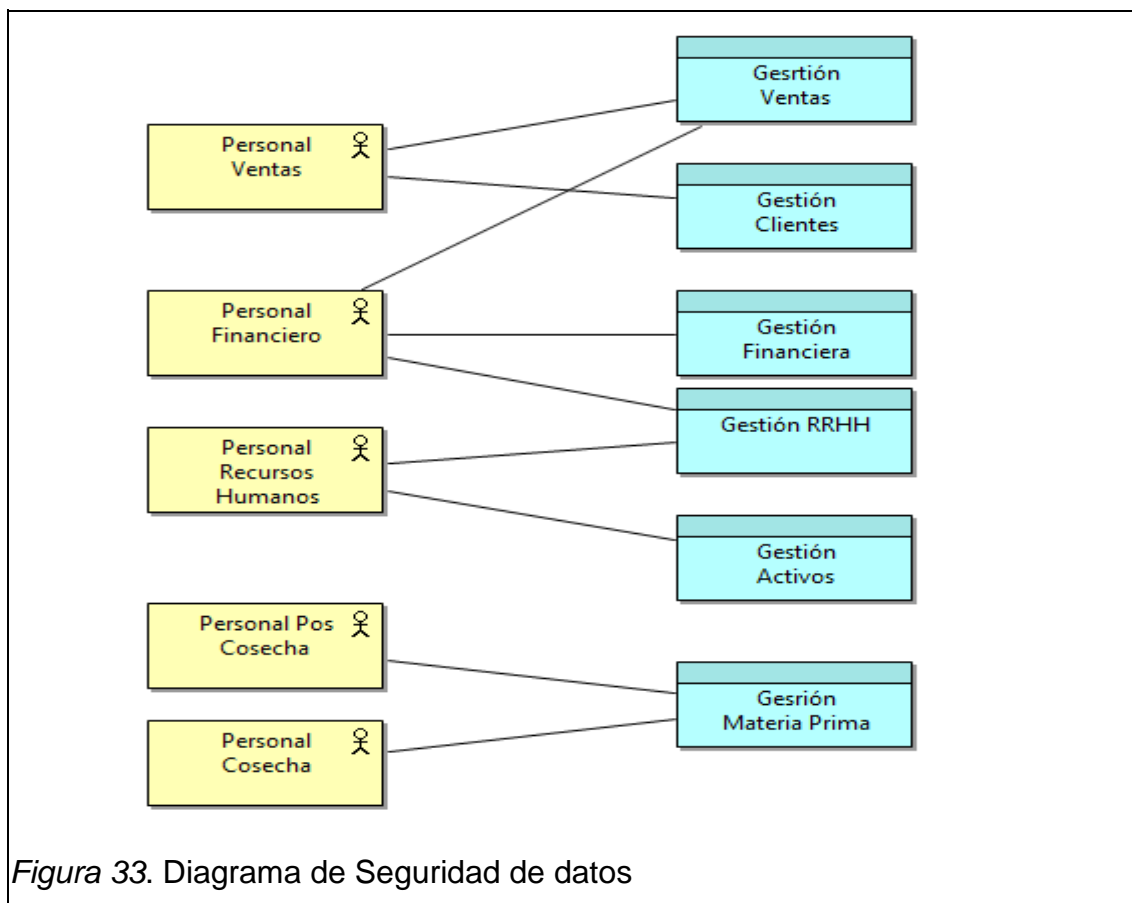 Gesrtión
Ventas
Personal
Ventas
Gestión
Clientes
Personal
Financiero
Gestión
Financiera
Gestión RRHH
Personal
Recursos
Humanos
Gestión
Activos
Personal Pos
Cosecha
Gesrión
Materia Prima
Personal
Cosecha
Figura 33. Diagrama de Seguridad de datos